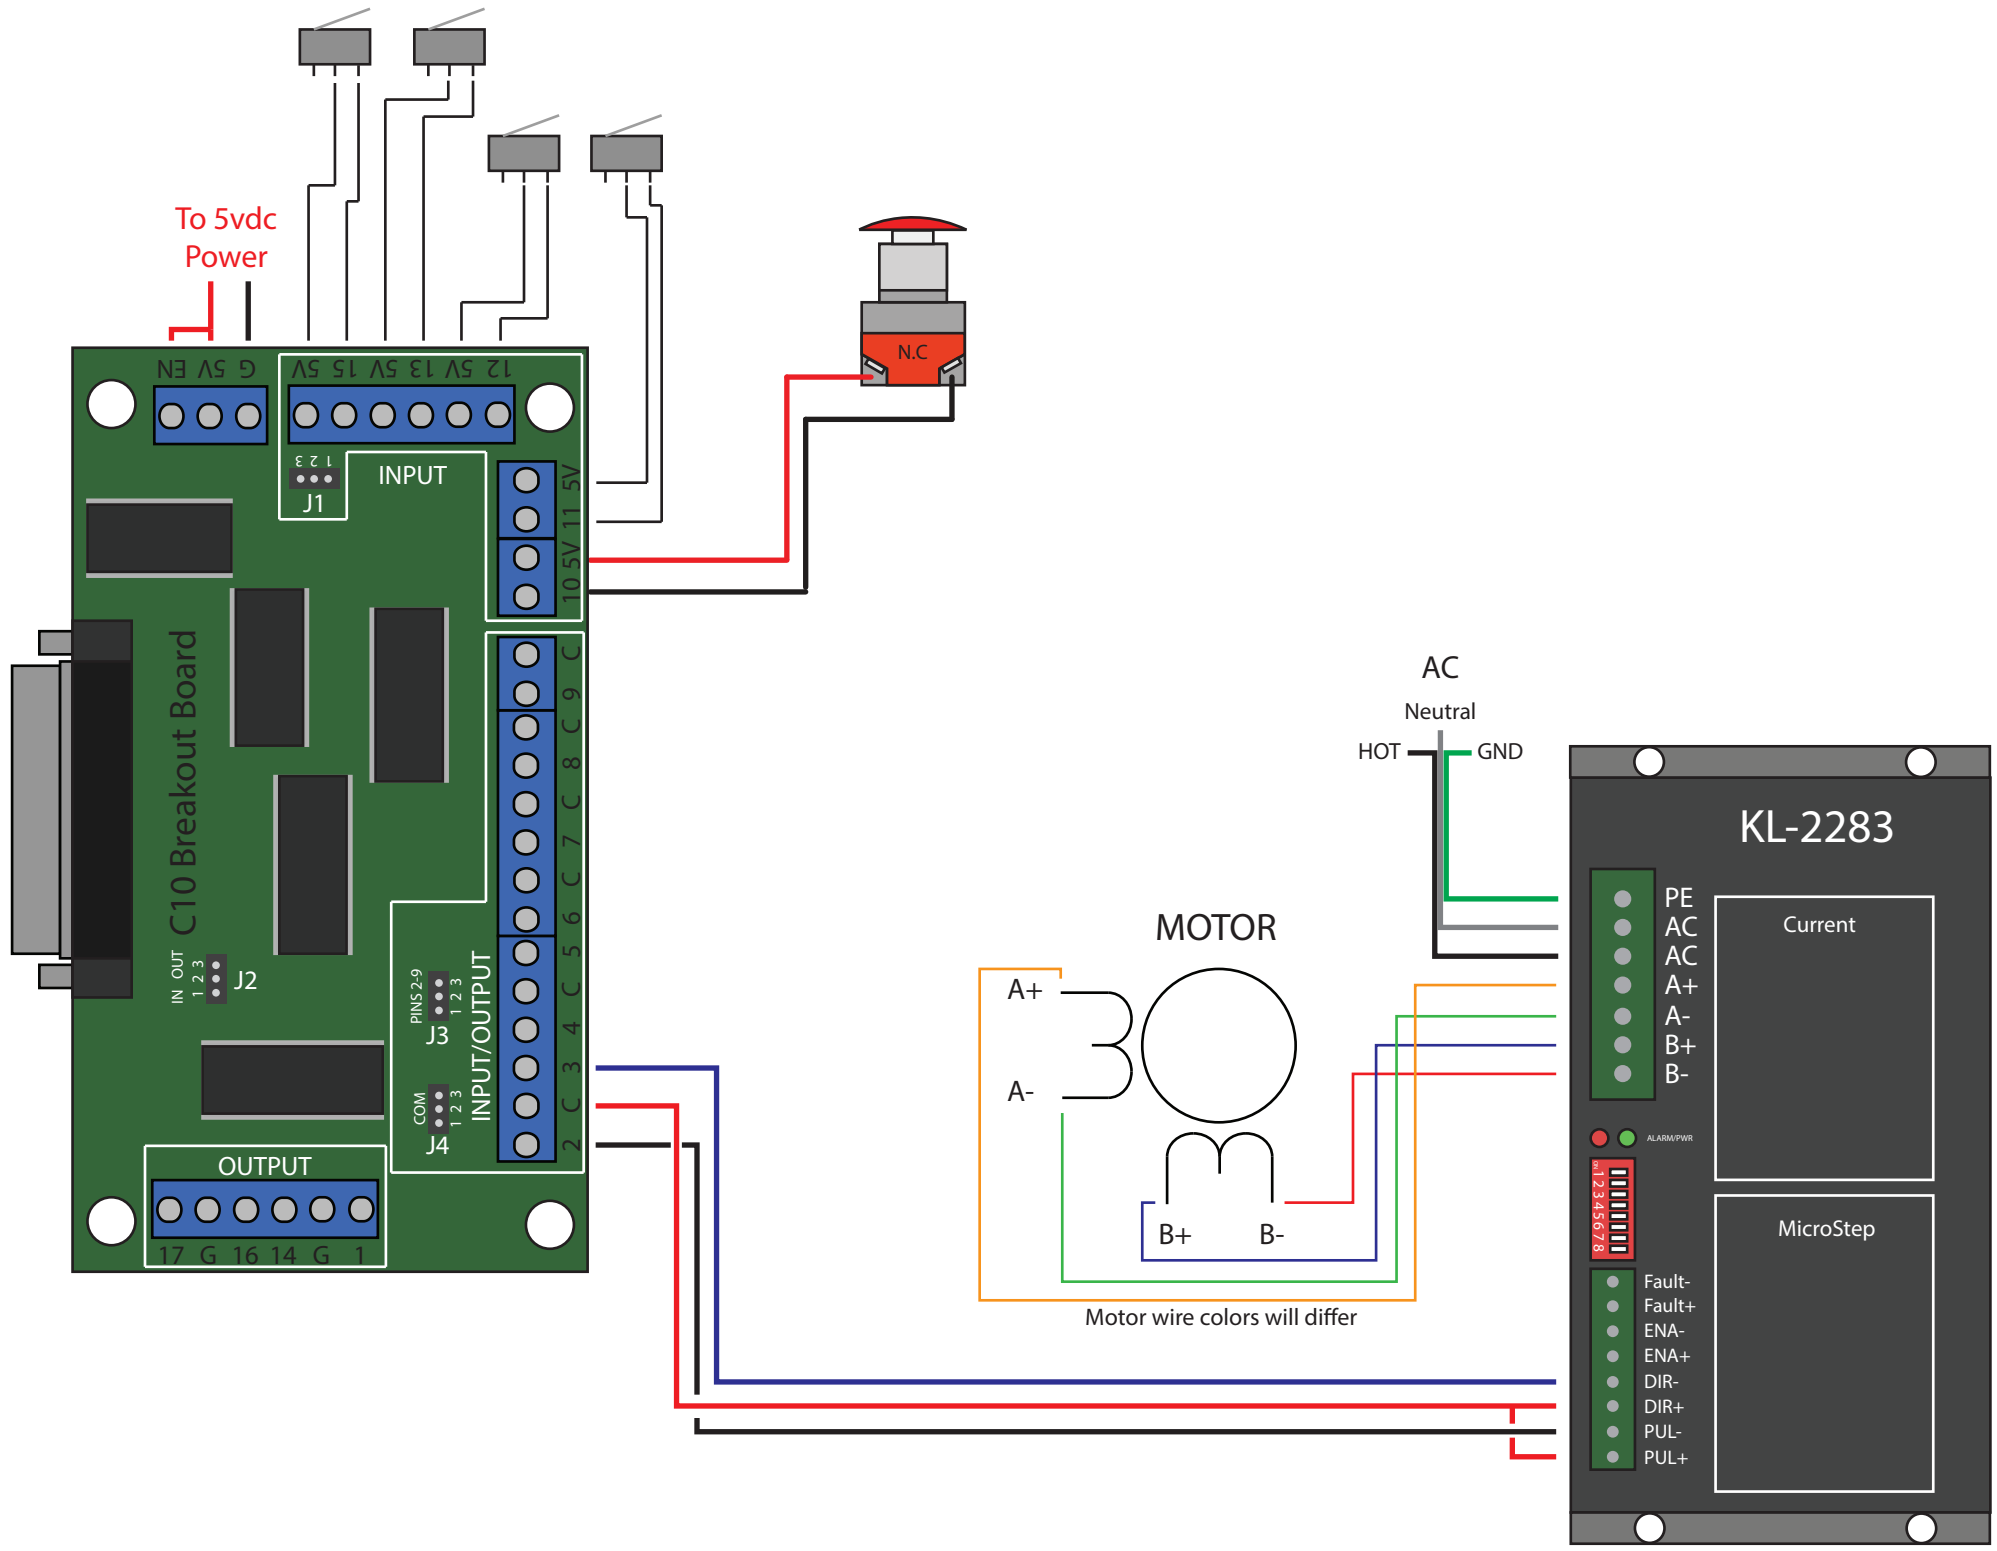 To 5vdc
Power
EN 5V G
5V 15 5V 13 5V 12
N.C
3 2 1
J1
INPUT
5V
11
5V
10
C10 Breakout Board
C
9
C
8
C
7
C
6
5
C
4
3
C
2
IN OUT
1 2 3
J2
PINS 2-9
1 2 3
J3
COM
1 2 3
J4
INPUT/OUTPUT
OUTPUT
17 G 16 14 G 1
AC
Neutral
HOT
GND
MOTOR
A+
A-
B+
B-
Motor wire colors will differ
KL-2283
PE
AC
AC
A+
A-
B+
B-
Current
ALARM/PWR
ON
1 2 3 4 5 6 7 8
MicroStep
Fault-
Fault+
ENA-
ENA+
DIR-
DIR+
PUL-
PUL+